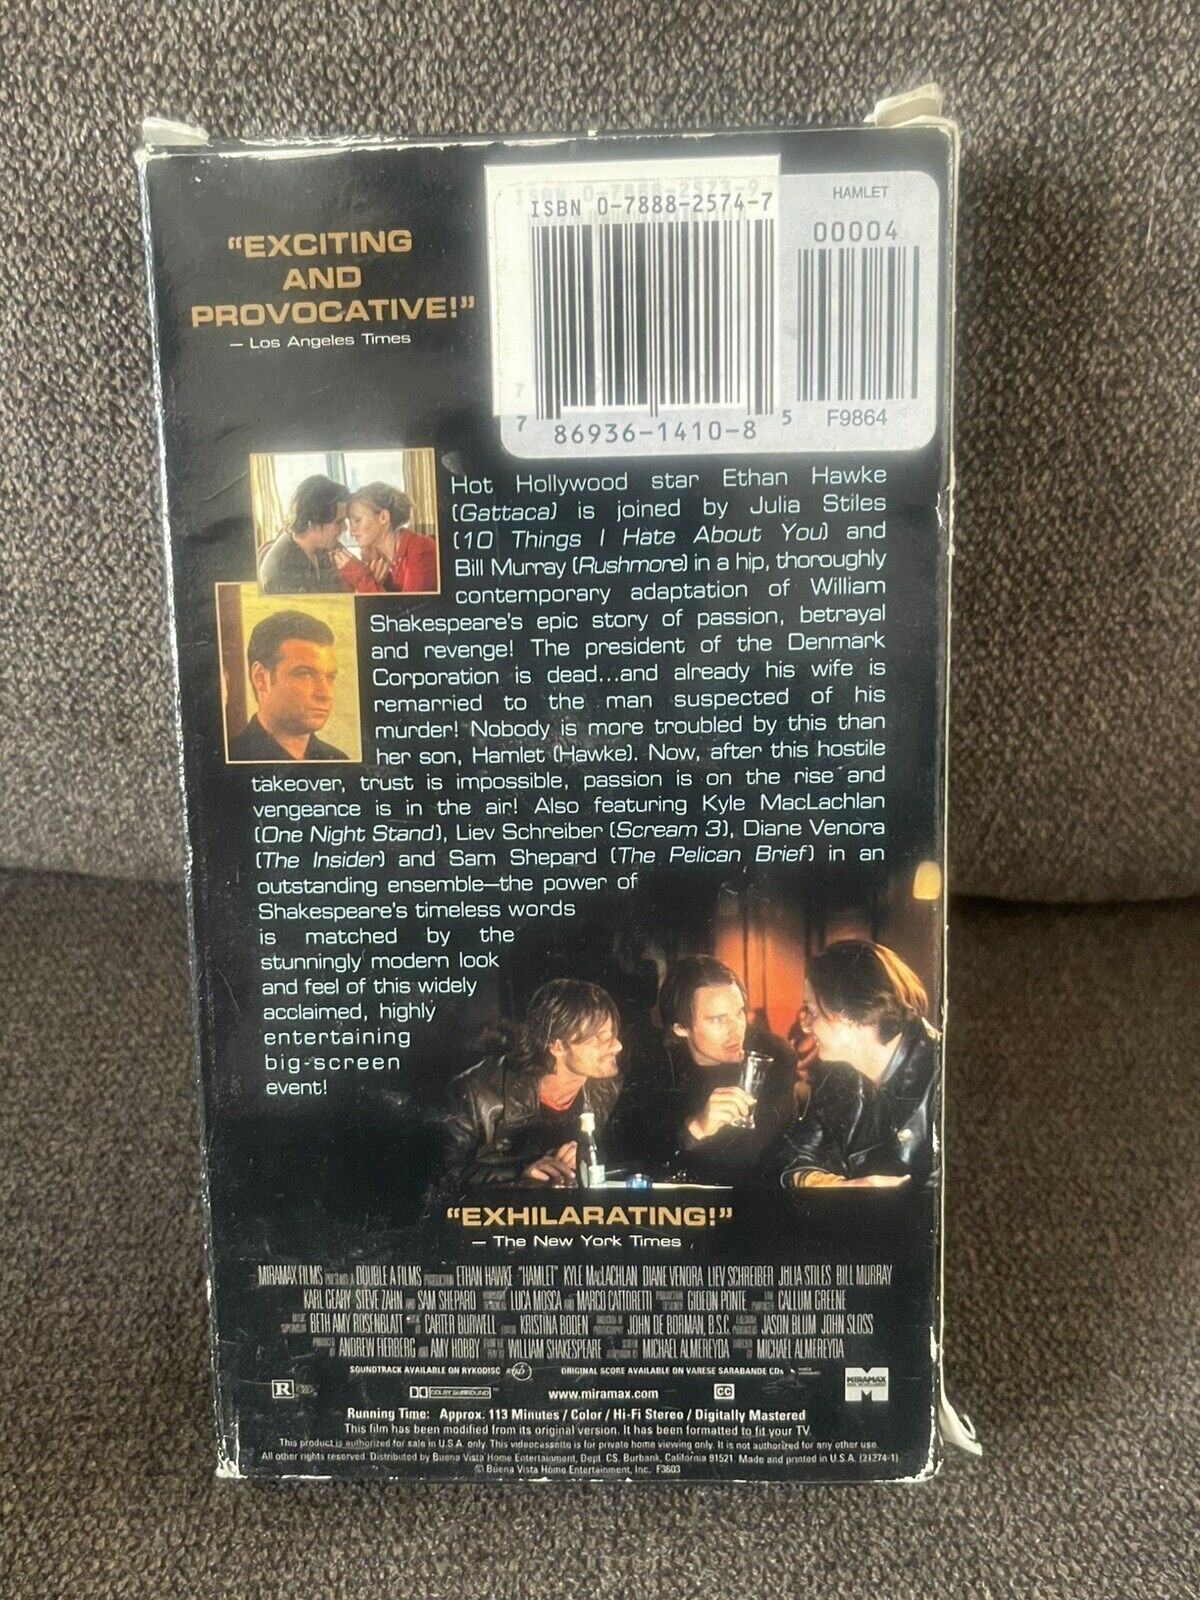 "EXCITING
AND
PROVOCATIVE!"
– Los Angeles Times
ISBN 0-7888-2573-9
ISBN 0-7888-2574-7
HAMLET
00004
7
7
86936-1410-8
5
F9864
Hot Hollywood star Ethan Hawke
(Gattaca) is joined by Julia Stiles
(10 Things I Hate About You) and
Bill Murray (Rushmore) in a hip, thoroughly
contemporary adaptation of William
Shakespeare's epic story of passion, betrayal
and revenge! The president of the Denmark
Corporation is dead...and already his wife is
remarried to the man suspected of his
murder! Nobody is more troubled by this than
her son, Hamlet (Hawke). Now, after this hostile
takeover, trust is impossible, passion is on the rise and
vengeance is in the air! Also featuring Kyle MacLachlan
(One Night Stand), Liev Schreiber (Scream 3), Diane Venora
(The Insider) and Sam Shepard (The Pelican Brief) in an
outstanding ensemble—the power of
Shakespeare's timeless words
is matched by the
stunningly modern look
and feel of this widely
acclaimed, highly
entertaining
big-screen
event!
"EXHILARATING!"
– The New York Times
MIRAMAX FILMS DOUBLE A FILMS ETHAN HAWKE "HAMLET" KYLE MacLACHLAN DIANE VENORA LIEV SCHREIBER JULIA STILES BILL MURRAY
KARL GEARY STEVE ZAHN AND SAM SHEPARD LUCA MOSCA AND MARCO CATTORETTI GIDEON PONTE CALLUM GREENE
BETH AMY ROSENBLATT CARTER BURWELL KRISTINA BODEN JOHN DE BORMAN, B.S.C. JASON BLUM JOHN SLOSS
ANDREW FIERBERG AND AMY HOBBY WILLIAM SHAKESPEARE MICHAEL ALMEREYDA MICHAEL ALMEREYDA
SOUNDTRACK AVAILABLE ON RYKODISC ORIGINAL SCORE AVAILABLE ON VARESE SARABANDE CDs
R
DOLBY SURROUND
www.miramax.com
CC
MIRAMAX
Running Time: Approx. 113 Minutes / Color / Hi-Fi Stereo / Digitally Mastered
This film has been modified from its original version. It has been formatted to fit your TV.
This product is authorized for sale in U.S.A. only. This videocassette is for private home viewing only. It is not authorized for any other use.
All other rights reserved. Distributed by Buena Vista Home Entertainment, Dept. CS, Burbank, California 91521. Made and printed in U.S.A. (21274-1)
© Buena Vista Home Entertainment, Inc. F3603